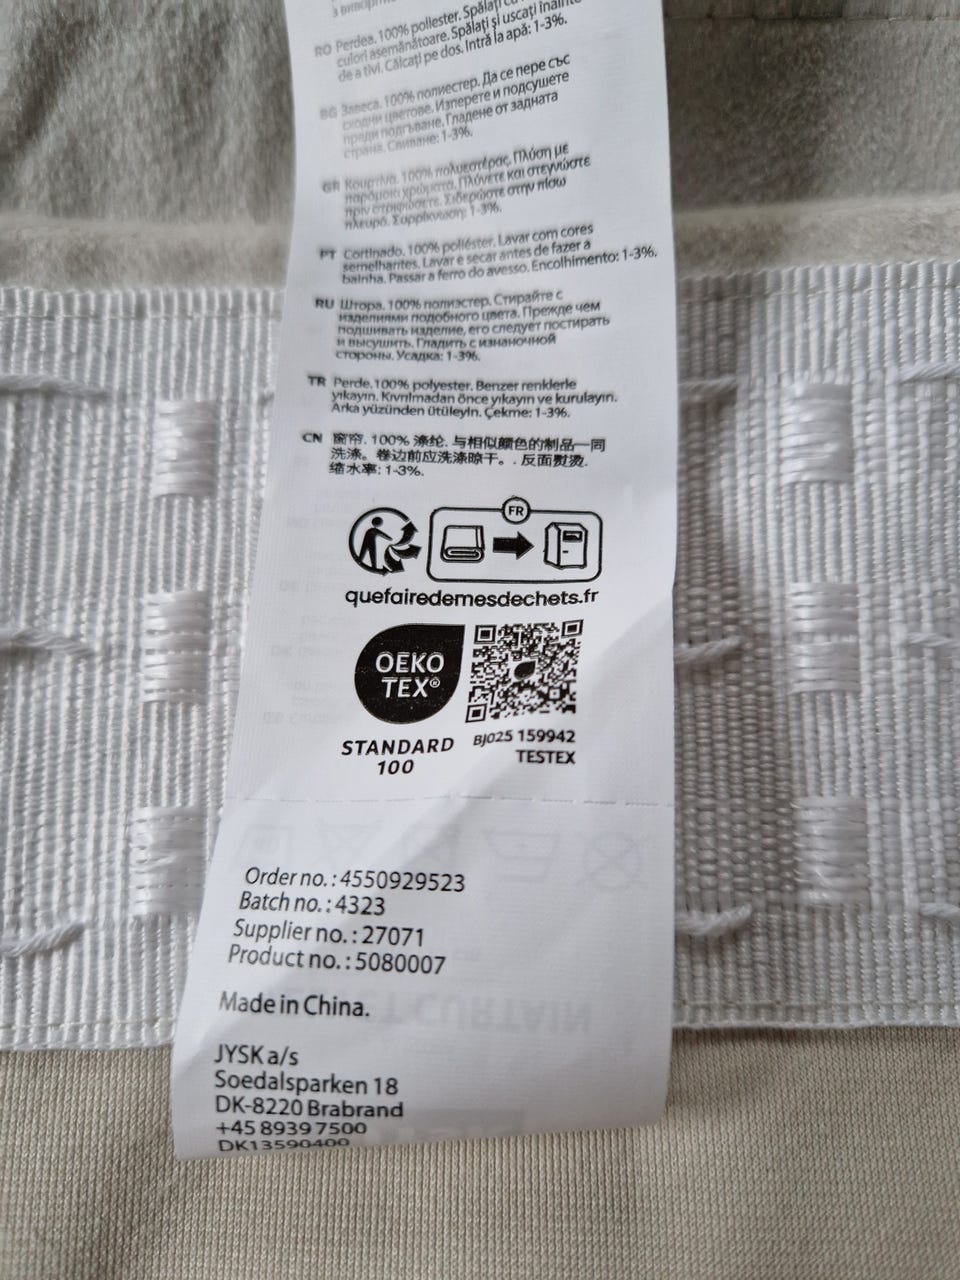 RO Perdea. 100% poliester. Spălați cu
culori asemănătoare. Spălați și uscați înainte
de a tivi. Călcați pe dos. Intră la apă: 1-3%.
BG Завеса. 100% полиестер. Да се пере със
сходни цветове. Изперете и подсушете
преди подгъване. Гладене от задната
страна. Свиване: 1-3%.
GR Κουρτίνα. 100% πολυεστέρας. Πλύση με
παρόμοια χρώματα. Πλύνετε και στεγνώστε
πριν στριφώσετε. Σιδερώστε στην πίσω
πλευρά. Συρρίκνωση: 1-3%.
PT Cortinado. 100% poliéster. Lavar com cores
semelhantes. Lavar e secar antes de fazer a
bainha. Passar a ferro do avesso. Encolhimento: 1-3%.
RU Штора. 100% полиэстер. Стирайте с
изделиями подобного цвета. Прежде чем
подшивать изделие, его следует постирать
и высушить. Гладить с изнаночной
стороны. Усадка: 1-3%.
TR Perde. 100% polyester. Benzer renklerle
yıkayın. Kıvrılmadan önce yıkayın ve kurulayın.
Arka yüzünden ütüleyin. Çekme: 1-3%.
CN 窗帘. 100% 涤纶. 与相似颜色的制品一同
洗涤。卷边前应洗涤晾干。. 反面熨烫.
缩水率: 1-3%.
FR
quefairedemesdechets.fr
OEKO
TEX®
STANDARD
100
BJ025 159942
TESTEX
Order no.: 4550929523
Batch no.: 4323
Supplier no.: 27071
Product no.: 5080007
Made in China.
JYSK a/s
Soedalsparken 18
DK-8220 Brabrand
+45 8939 7500
DK13590400